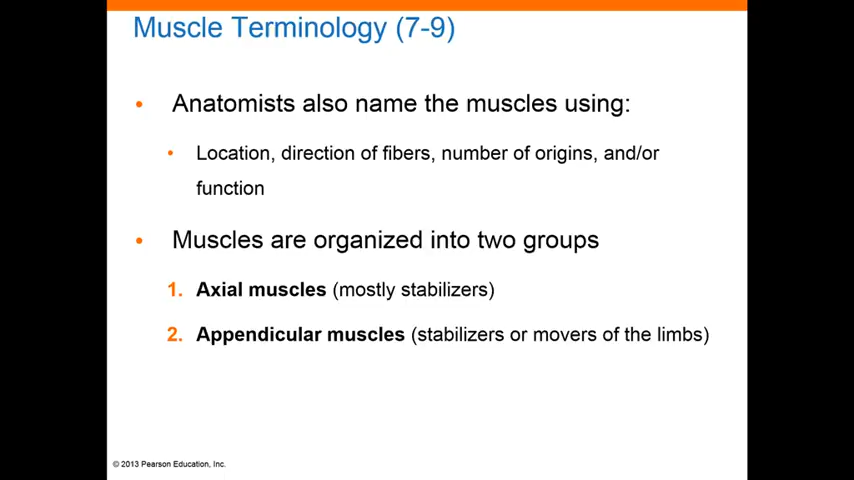 Muscle Terminology (7-9)
• Anatomists also name the muscles using:
• Location, direction of fibers, number of origins, and/or
function
• Muscles are organized into two groups
1. Axial muscles (mostly stabilizers)
2. Appendicular muscles (stabilizers or movers of the limbs)
© 2013 Pearson Education, Inc.